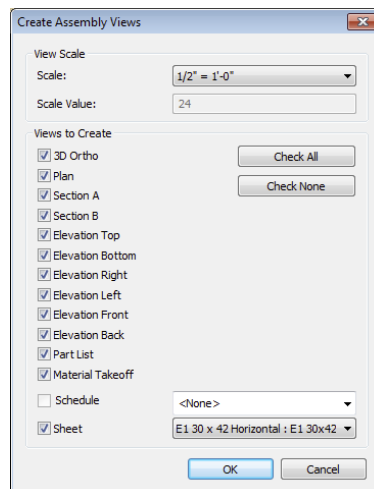 Create Assembly Views
View Scale
Scale: 1/2" = 1'-0"
Scale Value: 24
Views to Create
3D Ortho Check All
Plan Check None
Section A
Section B
Elevation Top
Elevation Bottom
Elevation Right
Elevation Left
Elevation Front
Elevation Back
Part List
Material Takeoff
Schedule <None>
Sheet E1 30 x 42 Horizontal : E1 30x42
OK Cancel